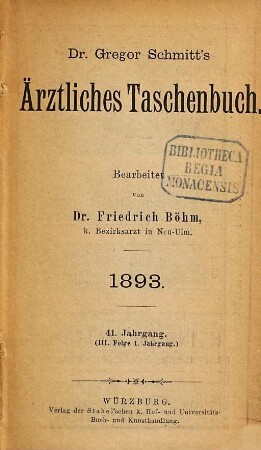 Dr. Gregor Schmitt's
Ärztliches Taschenbuch.
BIBLIOTHECA
REGIA
MONACENSIS
Bearbeitet
von
Dr. Friedrich Böhm,
k. Bezirksarzt in Neu-Ulm.
1893.
41. Jahrgang.
(III. Folge 1. Jahrgang.)
WÜRZBURG.
Verlag der Stahel'schen k. Hof- und Universitäts-
Buch- und Kunsthandlung.